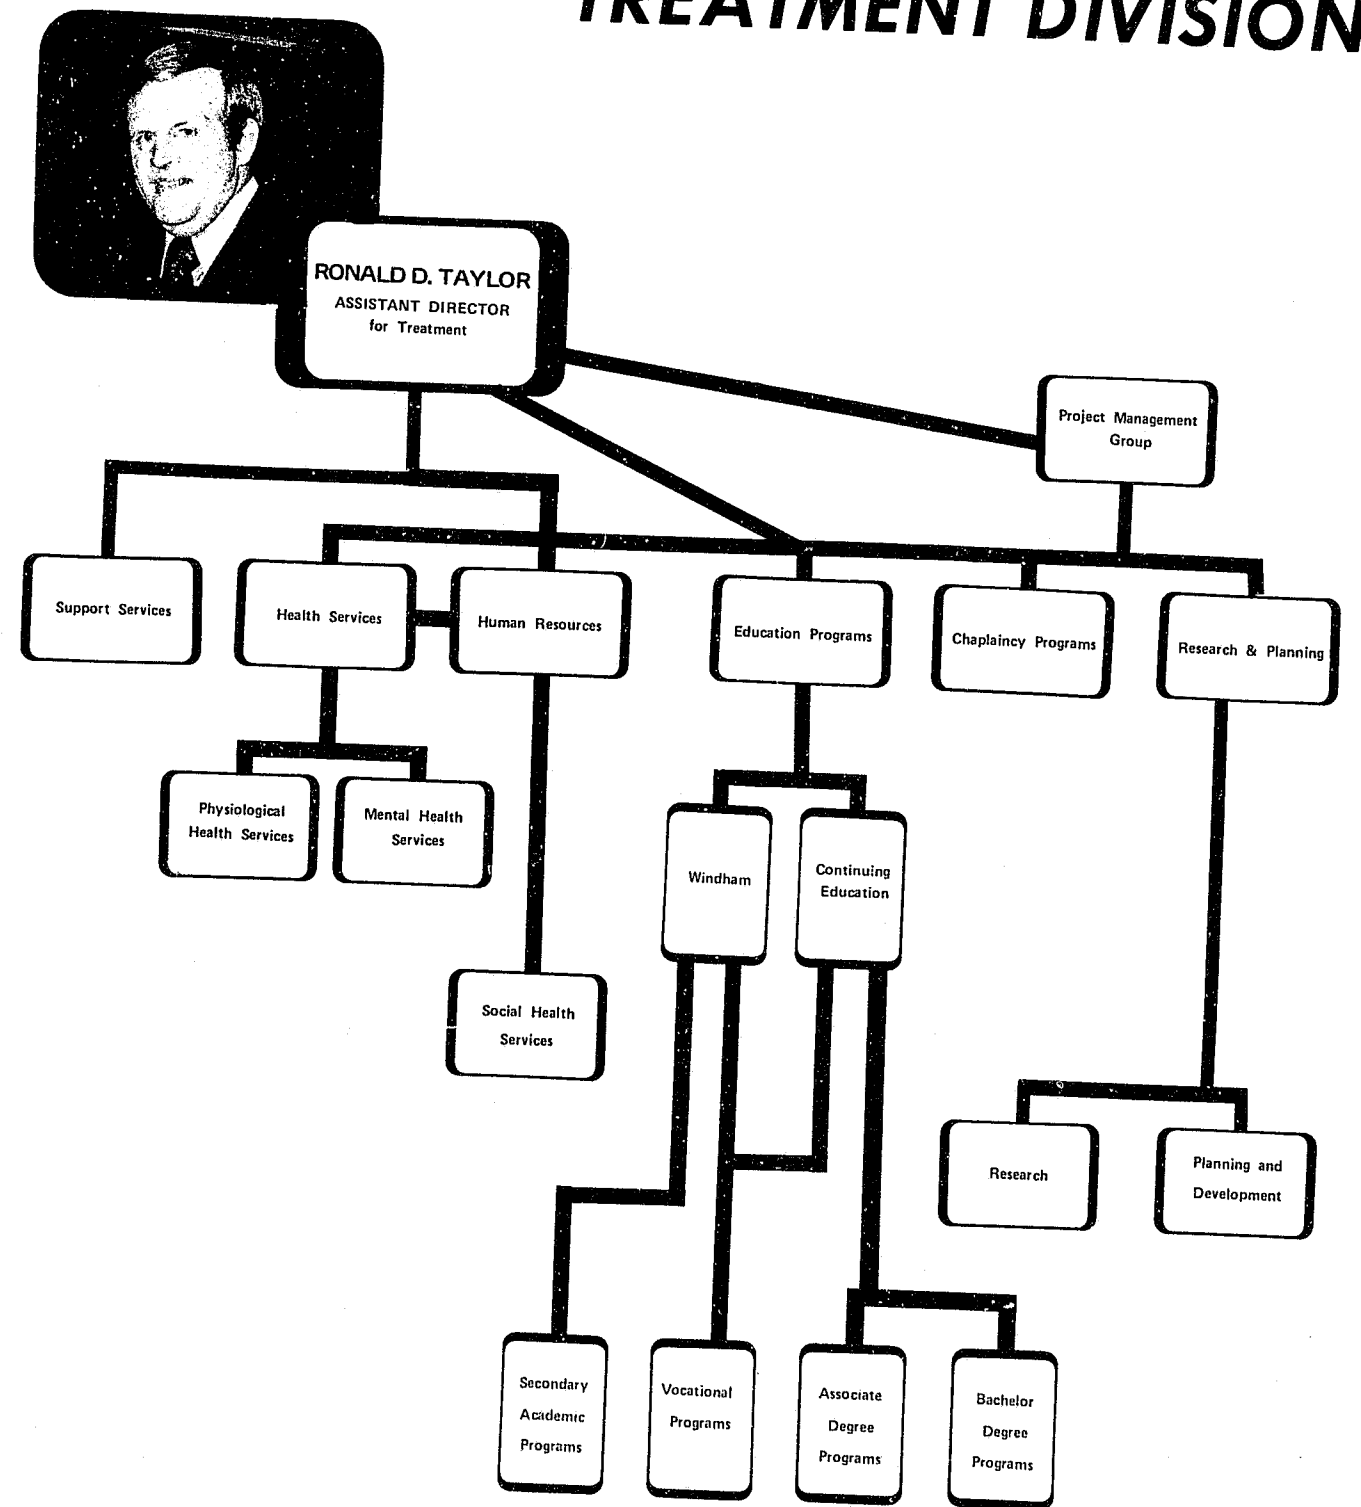 TREATMENT DIVISION
RONALD D. TAYLOR
ASSISTANT DIRECTOR
for Treatment
Project Management
Group
Support Services
Health Services
Human Resources
Education Programs
Chaplaincy Programs
Research & Planning
Physiological
Health Services
Mental Health
Services
Windham
Continuing
Education
Social Health
Services
Research
Planning and
Development
Secondary
Academic
Programs
Vocational
Programs
Associate
Degree
Programs
Bachelor
Degree
Programs